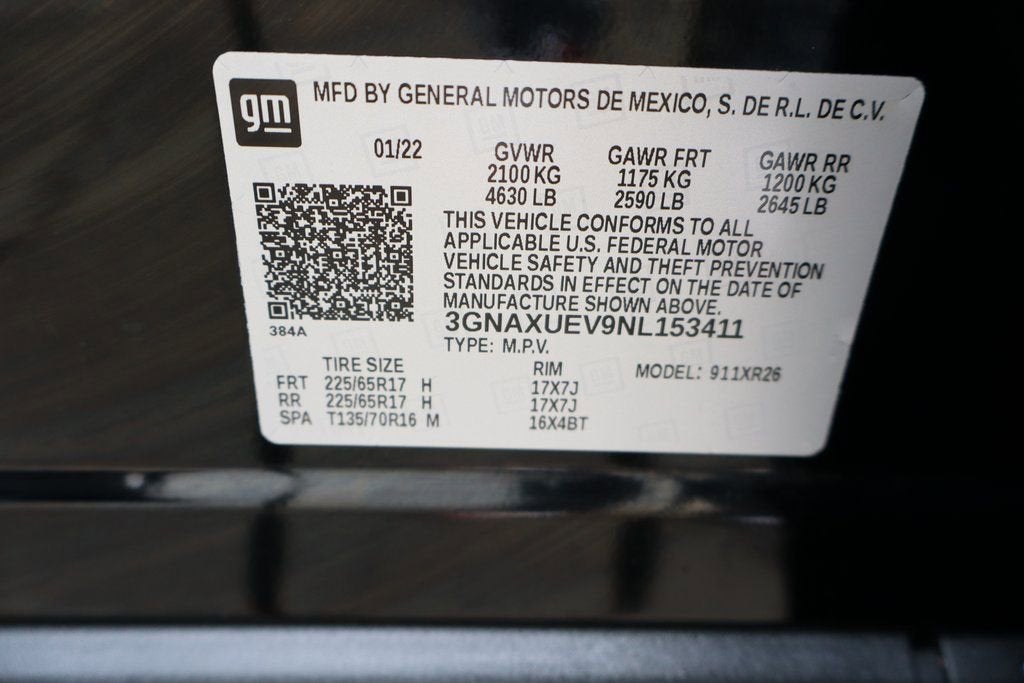 gm
MFD BY GENERAL MOTORS DE MEXICO, S. DE R.L. DE C.V.
01/22 GVWR GAWR FRT GAWR RR
2100 KG 1175 KG 1200 KG
4630 LB 2590 LB 2645 LB
THIS VEHICLE CONFORMS TO ALL
APPLICABLE U.S. FEDERAL MOTOR
VEHICLE SAFETY AND THEFT PREVENTION
STANDARDS IN EFFECT ON THE DATE OF
MANUFACTURE SHOWN ABOVE.
384A
3GNAXUEV9NL153411
TYPE: M.P.V.
TIRE SIZE RIM MODEL: 911XR26
FRT 225/65R17 H 17X7J
RR 225/65R17 H 17X7J
SPA T135/70R16 M 16X4BT